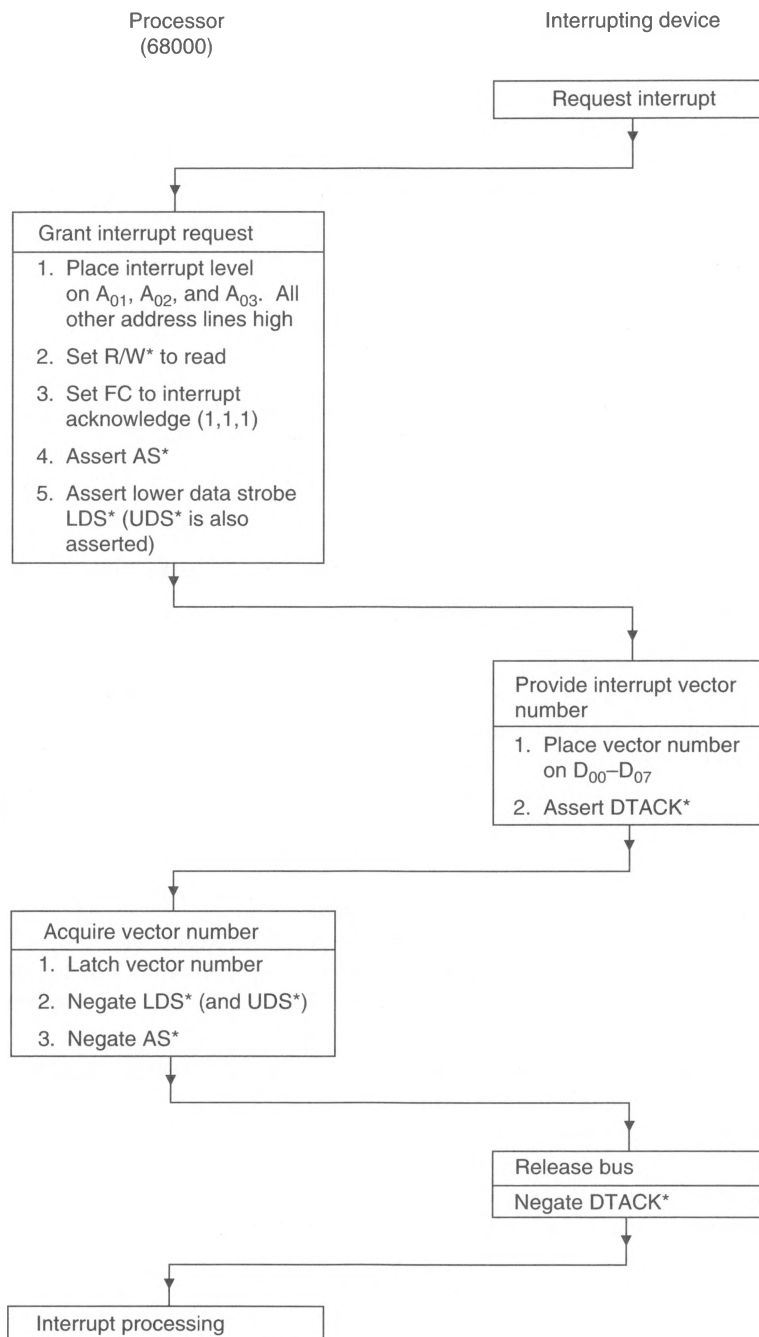 Processor
(68000)
Interrupting device
Request interrupt
Grant interrupt request
1. Place interrupt level
on A01, A02, and A03. All
other address lines high
2. Set R/W* to read
3. Set FC to interrupt
acknowledge (1,1,1)
4. Assert AS*
5. Assert lower data strobe
LDS* (UDS* is also
asserted)
Provide interrupt vector
number
1. Place vector number
on D00–D07
2. Assert DTACK*
Acquire vector number
1. Latch vector number
2. Negate LDS* (and UDS*)
3. Negate AS*
Release bus
Negate DTACK*
Interrupt processing